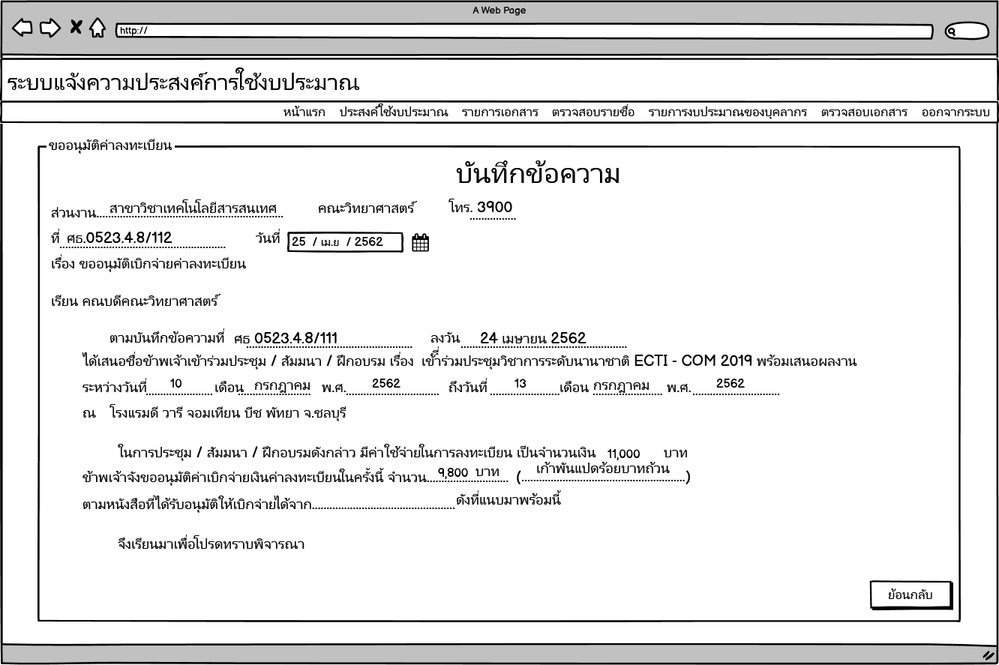 A Web Page
http://
ระบบแจ้งความประสงค์การใช้งบประมาณ
หน้าแรก ประสงค์ใช้งบประมาณ รายการเอกสาร ตรวจสอบรายชื่อ รายการงบประมาณของบุคลากร ตรวจสอบเอกสาร ออกจากระบบ
ขออนุมัติค่าลงทะเบียน
บันทึกข้อความ
ส่วนงาน สาขาวิชาเทคโนโลยีสารสนเทศ คณะวิทยาศาสตร์ โทร. 3900
ที่ ศธ.0523.4.8/112 วันที่ 25 / เม.ย / 2562
เรื่อง ขออนุมัติเบิกจ่ายค่าลงทะเบียน
เรียน คณบดีคณะวิทยาศาสตร์
ตามบันทึกข้อความที่ ศธ 0523.4.8/111 ลงวันที่ 24 เมษายน 2562
ได้เสนอชื่อข้าพเจ้าเข้าร่วมประชุม / สัมมนา / ฝึกอบรม เรื่อง เข้าร่วมประชุมวิชาการระดับนานาชาติ ECTI - COM 2019 พร้อมเสนอผลงาน
ระหว่างวันที่ 10 เดือน กรกฎาคม พ.ศ. 2562 ถึงวันที่ 13 เดือน กรกฎาคม พ.ศ. 2562
ณ โรงแรมดี วารี จอมเทียน บีช พัทยา จ.ชลบุรี
ในการประชุม / สัมมนา / ฝึกอบรมดังกล่าว มีค่าใช้จ่ายในการลงทะเบียน เป็นจำนวนเงิน 11,000 บาท
ข้าพเจ้าจังขออนุมัติค่าเบิกจ่ายเงินค่าลงทะเบียนในครั้งนี้ จำนวน 9,800 บาท ( เก้าพันแปดร้อยบาทถ้วน )
ตามหนังสือที่ได้รับอนุมัติให้เบิกจ่ายได้จาก ดังที่แนบมาพร้อมนี้
จึงเรียนมาเพื่อโปรดทราบพิจารณา
ย้อนกลับ